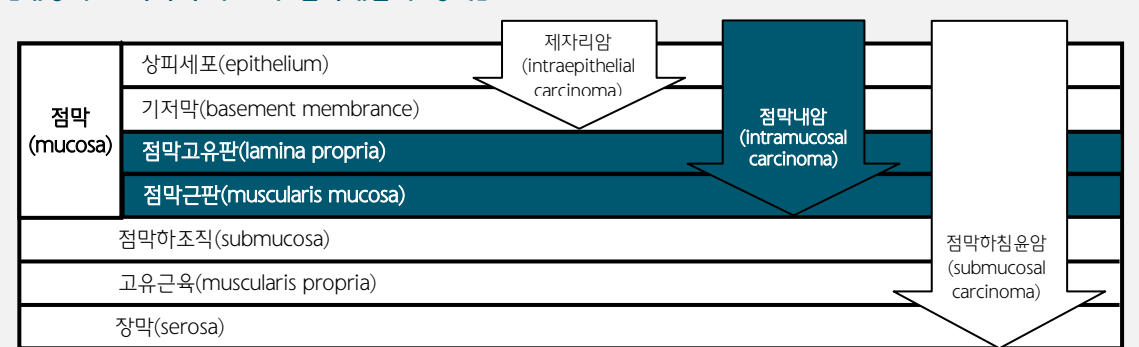 제자리암
(intraepithelial
carcinoma)
상피세포(epithelium)
기저막(basement membrance)
점막
(mucosa)
점막고유판(lamina propria)
점막근판(muscularis mucosa)
점막내암
(intramucosal
carcinoma)
점막하조직(submucosa)
고유근육(muscularis propria)
장막(serosa)
점막하침윤암
(submucosal
carcinoma)